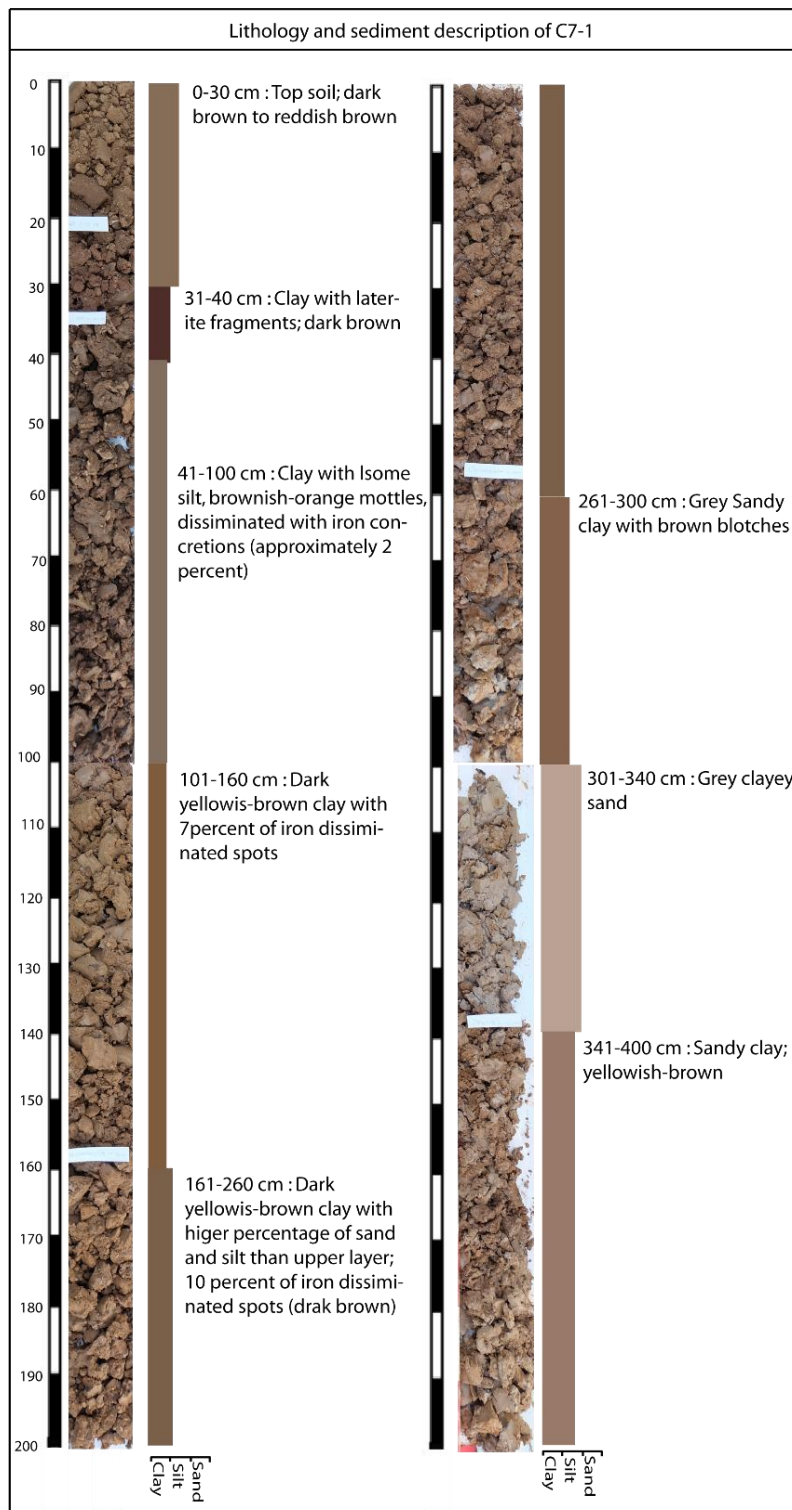 Lithology and sediment description of C7-1
0
10
20
30
40
50
60
70
80
90
100
110
120
130
140
150
160
170
180
190
200
0-30 cm : Top soil; dark
brown to reddish brown
31-40 cm : Clay with later-
ite fragments; dark brown
41-100 cm : Clay with lsome
silt, brownish-orange mottles,
dissiminated with iron con-
cretions (approximately 2
percent)
101-160 cm : Dark
yellowis-brown clay with
7percent of iron dissimi-
nated spots
161-260 cm : Dark
yellowis-brown clay with
higer percentage of sand
and silt than upper layer;
10 percent of iron dissimi-
nated spots (drak brown)
Clay
Silt
Sand
261-300 cm : Grey Sandy
clay with brown blotches
301-340 cm : Grey clayey
sand
341-400 cm : Sandy clay;
yellowish-brown
Clay
Silt
Sand